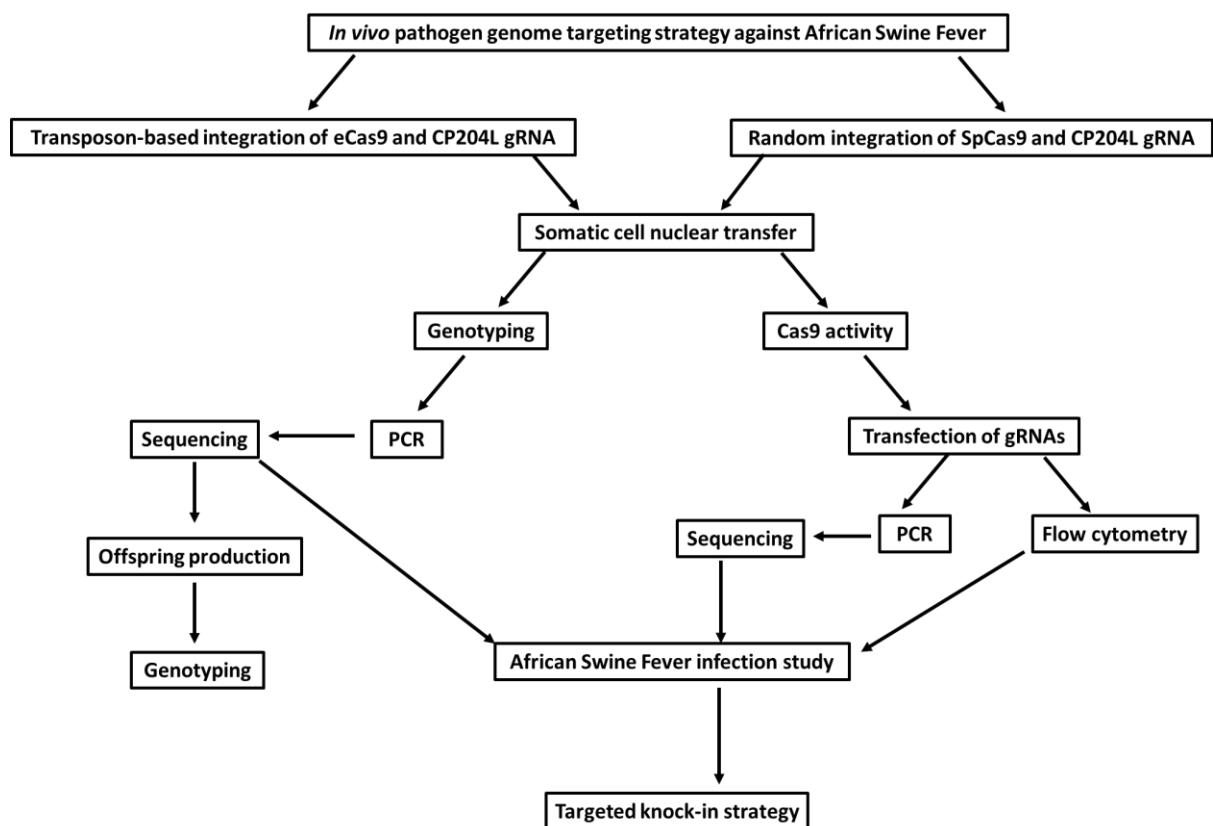 In vivo pathogen genome targeting strategy against African Swine Fever
Transposon-based integration of eCas9 and CP204L gRNA
Random integration of SpCas9 and CP204L gRNA
Somatic cell nuclear transfer
Genotyping
Cas9 activity
Sequencing
PCR
Transfection of gRNAs
Offspring production
Sequencing
PCR
Flow cytometry
Genotyping
African Swine Fever infection study
Targeted knock-in strategy